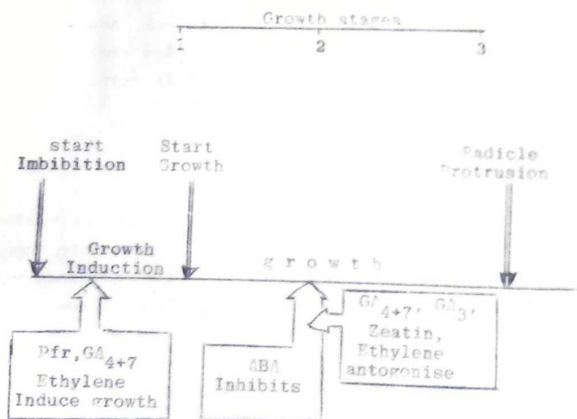 Growth stages
1 2 3
start
Imbibition
Start
Growth
Radicle
Protrusion
Growth
Induction
growth
Pfr,GA4+7
Ethylene
Induce growth
ABA
Inhibits
GA4+7, GA3,
Zeatin,
Ethylene
antogonise